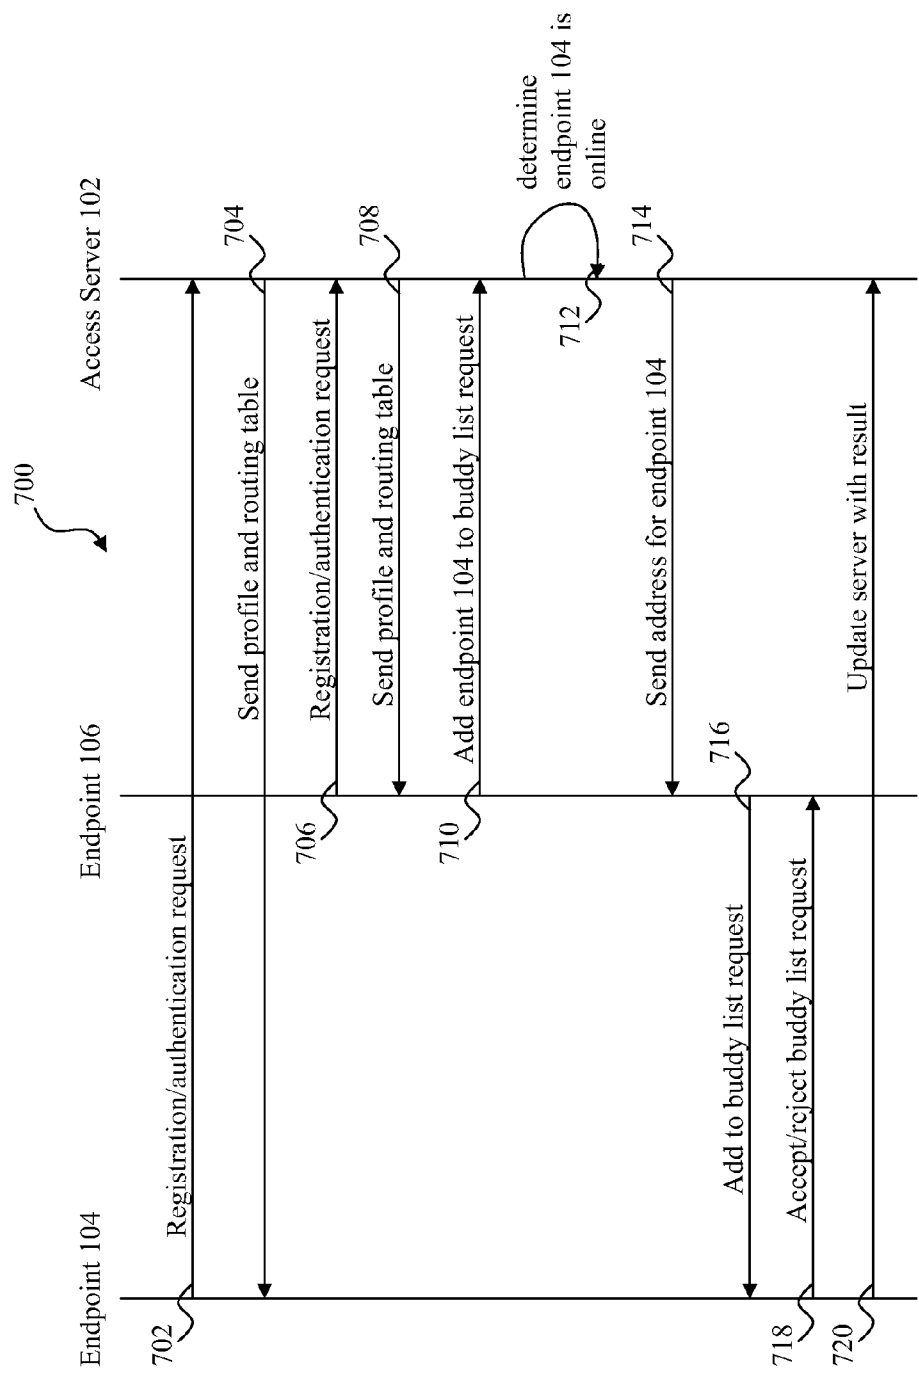 700
Endpoint 104
Endpoint 106
Access Server 102
702
Registration/authentication request
704
Send profile and routing table
706
Registration/authentication request
708
Send profile and routing table
710
Add endpoint 104 to buddy list request
determine
endpoint 104 is
online
712
714
Send address for endpoint 104
716
Add to buddy list request
718
Accept/reject buddy list request
720
Update server with result